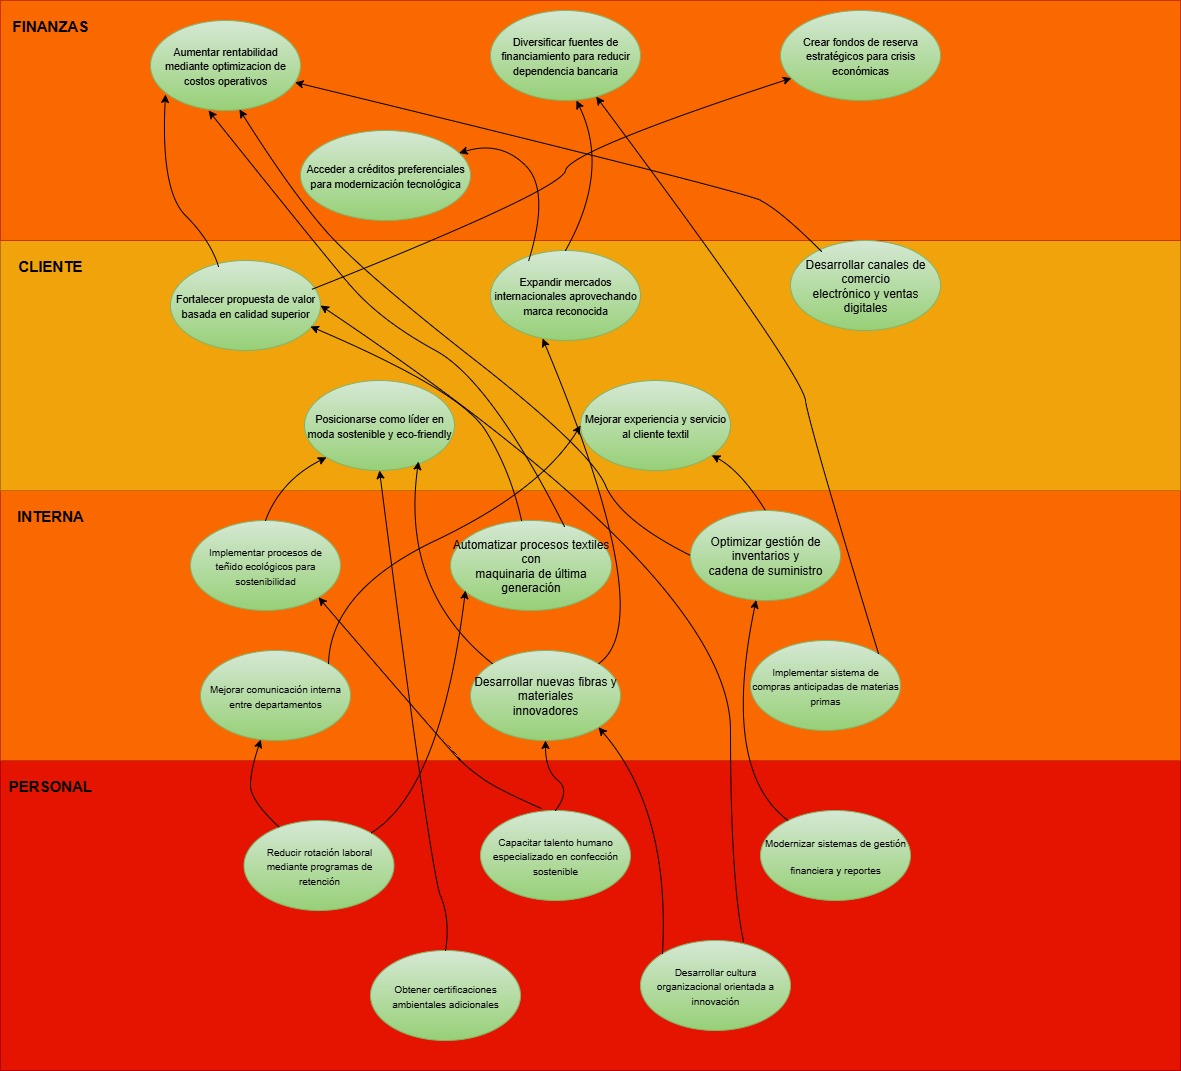 FINANZAS
Aumentar rentabilidad
mediante optimizacion de
costos operativos
Diversificar fuentes de
financiamiento para reducir
dependencia bancaria
Crear fondos de reserva
estratégicos para crisis
económicas
Acceder a créditos preferenciales
para modernización tecnológica
CLIENTE
Fortalecer propuesta de valor
basada en calidad superior
Expandir mercados
internacionales aprovechando
marca reconocida
Desarrollar canales de
comercio
electrónico y ventas
digitales
Posicionarse como líder en
moda sostenible y eco-friendly
Mejorar experiencia y servicio
al cliente textil
INTERNA
Implementar procesos de
teñido ecológicos para
sostenibilidad
Automatizar procesos textiles
con
maquinaria de última
generación
Optimizar gestión de
inventarios y
cadena de suministro
Mejorar comunicación interna
entre departamentos
Desarrollar nuevas fibras y
materiales
innovadores
Implementar sistema de
compras anticipadas de materias
primas
PERSONAL
Reducir rotación laboral
mediante programas de
retención
Capacitar talento humano
especializado en confección
sostenible
Modernizar sistemas de gestión
financiera y reportes
Obtener certificaciones
ambientales adicionales
Desarrollar cultura
organizacional orientada a
innovación